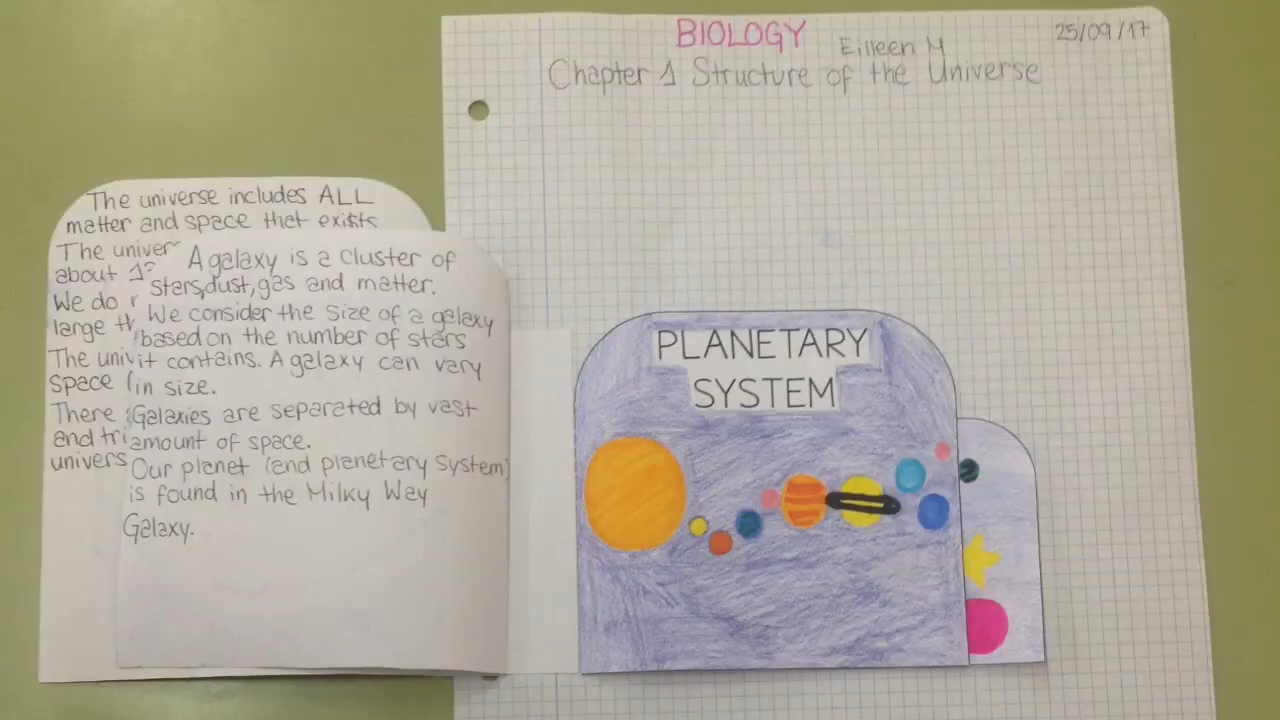 BIOLOGY
Eilleen M
25/09/17
Chapter 1 Structure of the Universe
The universe includes ALL
matter and space that exists
The univer
about 13
We do
large th
The univ
space (
There
and tri
univers
A galaxy is a cluster of
stars, dust, gas and matter.
We consider the size of a galaxy
based on the number of stars
it contains. A galaxy can vary
in size.
Galaxies are separated by vast
amount of space.
Our planet (and planetary system)
is found in the Milky Way
Galaxy.
PLANETARY
SYSTEM